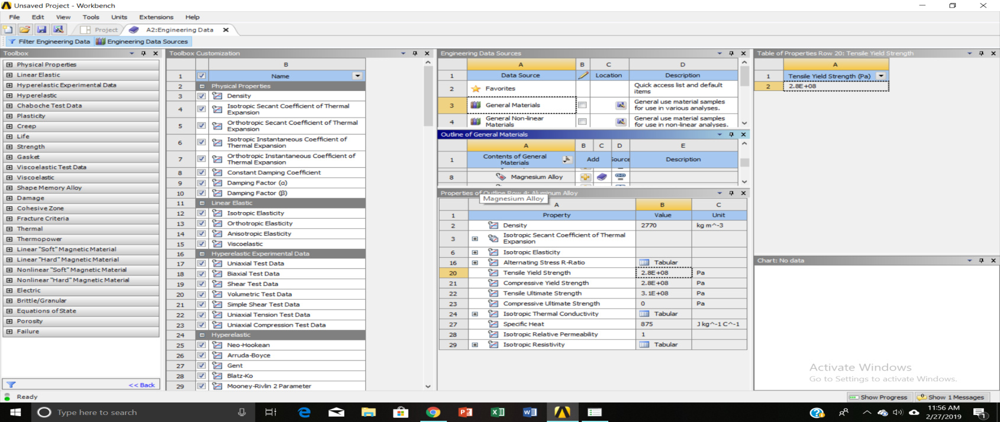 Unsaved Project - Workbench
File Edit View Tools Units Extensions Help
Project A2:Engineering Data
Filter Engineering Data Engineering Data Sources
Toolbox
Physical Properties
Linear Elastic
Hyperelastic Experimental Data
Hyperelastic
Chaboche Test Data
Plasticity
Creep
Life
Strength
Gasket
Viscoelastic Test Data
Viscoelastic
Shape Memory Alloy
Damage
Cohesive Zone
Fracture Criteria
Thermal
Thermopower
Linear "Soft" Magnetic Material
Linear "Hard" Magnetic Material
Nonlinear "Soft" Magnetic Material
Nonlinear "Hard" Magnetic Material
Electric
Brittle/Granular
Equations of State
Porosity
Failure
<< Back
Toolbox Customization
B
1 Name
2 Physical Properties
3 Density
4 Isotropic Secant Coefficient of Thermal
Expansion
5 Orthotropic Secant Coefficient of Thermal
Expansion
6 Isotropic Instantaneous Coefficient of
Thermal Expansion
7 Orthotropic Instantaneous Coefficient of
Thermal Expansion
8 Constant Damping Coefficient
9 Damping Factor (α)
10 Damping Factor (β)
11 Linear Elastic
12 Isotropic Elasticity
13 Orthotropic Elasticity
14 Anisotropic Elasticity
15 Viscoelastic
16 Hyperelastic Experimental Data
17 Uniaxial Test Data
18 Biaxial Test Data
19 Shear Test Data
20 Volumetric Test Data
21 Simple Shear Test Data
22 Uniaxial Tension Test Data
23 Uniaxial Compression Test Data
24 Hyperelastic
25 Neo-Hookean
26 Arruda-Boyce
27 Gent
28 Blatz-Ko
29 Mooney-Rivlin 2 Parameter
Engineering Data Sources
A B C D
1 Data Source Location Description
2 Favorites Quick access list and default
items
3 General Materials General use material samples
for use in various analyses.
4 General Non-linear General use material samples
Materials for use in non-linear analyses.
Outline of General Materials
A B C D E
1 Contents of General
Materials Add Source Description
8 Magnesium Alloy
Properties of Outline Row 4: Aluminum Alloy
Magnesium Alloy
A B C
1 Property Value Unit
2 Density 2770 kg m^-3
3 Isotropic Secant Coefficient of Thermal
Expansion
6 Isotropic Elasticity
16 Alternating Stress R-Ratio Tabular
20 Tensile Yield Strength 2.8E+08 Pa
21 Compressive Yield Strength 2.8E+08 Pa
22 Tensile Ultimate Strength 3.1E+08 Pa
23 Compressive Ultimate Strength 0 Pa
24 Isotropic Thermal Conductivity Tabular
27 Specific Heat 875 J kg^-1 C^-1
28 Isotropic Relative Permeability 1
29 Isotropic Resistivity Tabular
Table of Properties Row 20: Tensile Yield Strength
A
1 Tensile Yield Strength (Pa)
2 2.8E+08
Chart: No data
Activate Windows
Go to Settings to activate Windows.
Ready
Show Progress Show 1 Messages
Type here to search
11:56 AM
2/27/2019